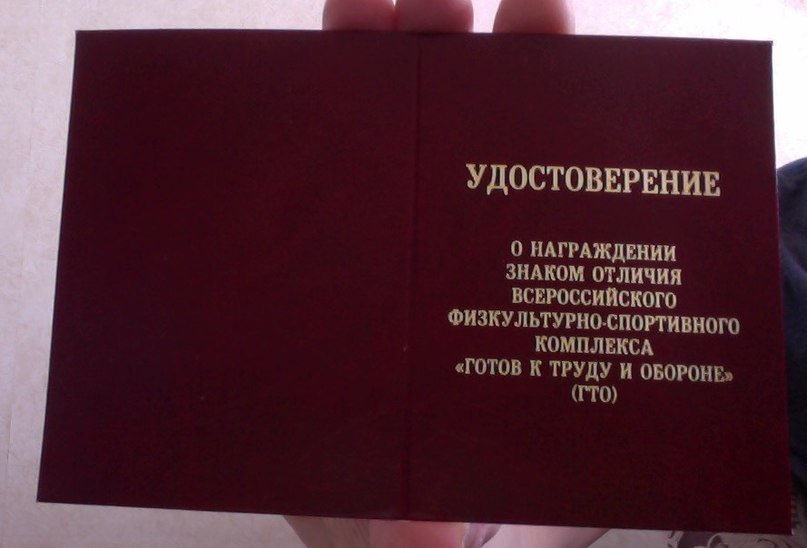 УДОСТОВЕРЕНИЕ
О НАГРАЖДЕНИИ
ЗНАКОМ ОТЛИЧИЯ
ВСЕРОССИЙСКОГО
ФИЗКУЛЬТУРНО-СПОРТИВНОГО
КОМПЛЕКСА
«ГОТОВ К ТРУДУ И ОБОРОНЕ»
(ГТО)